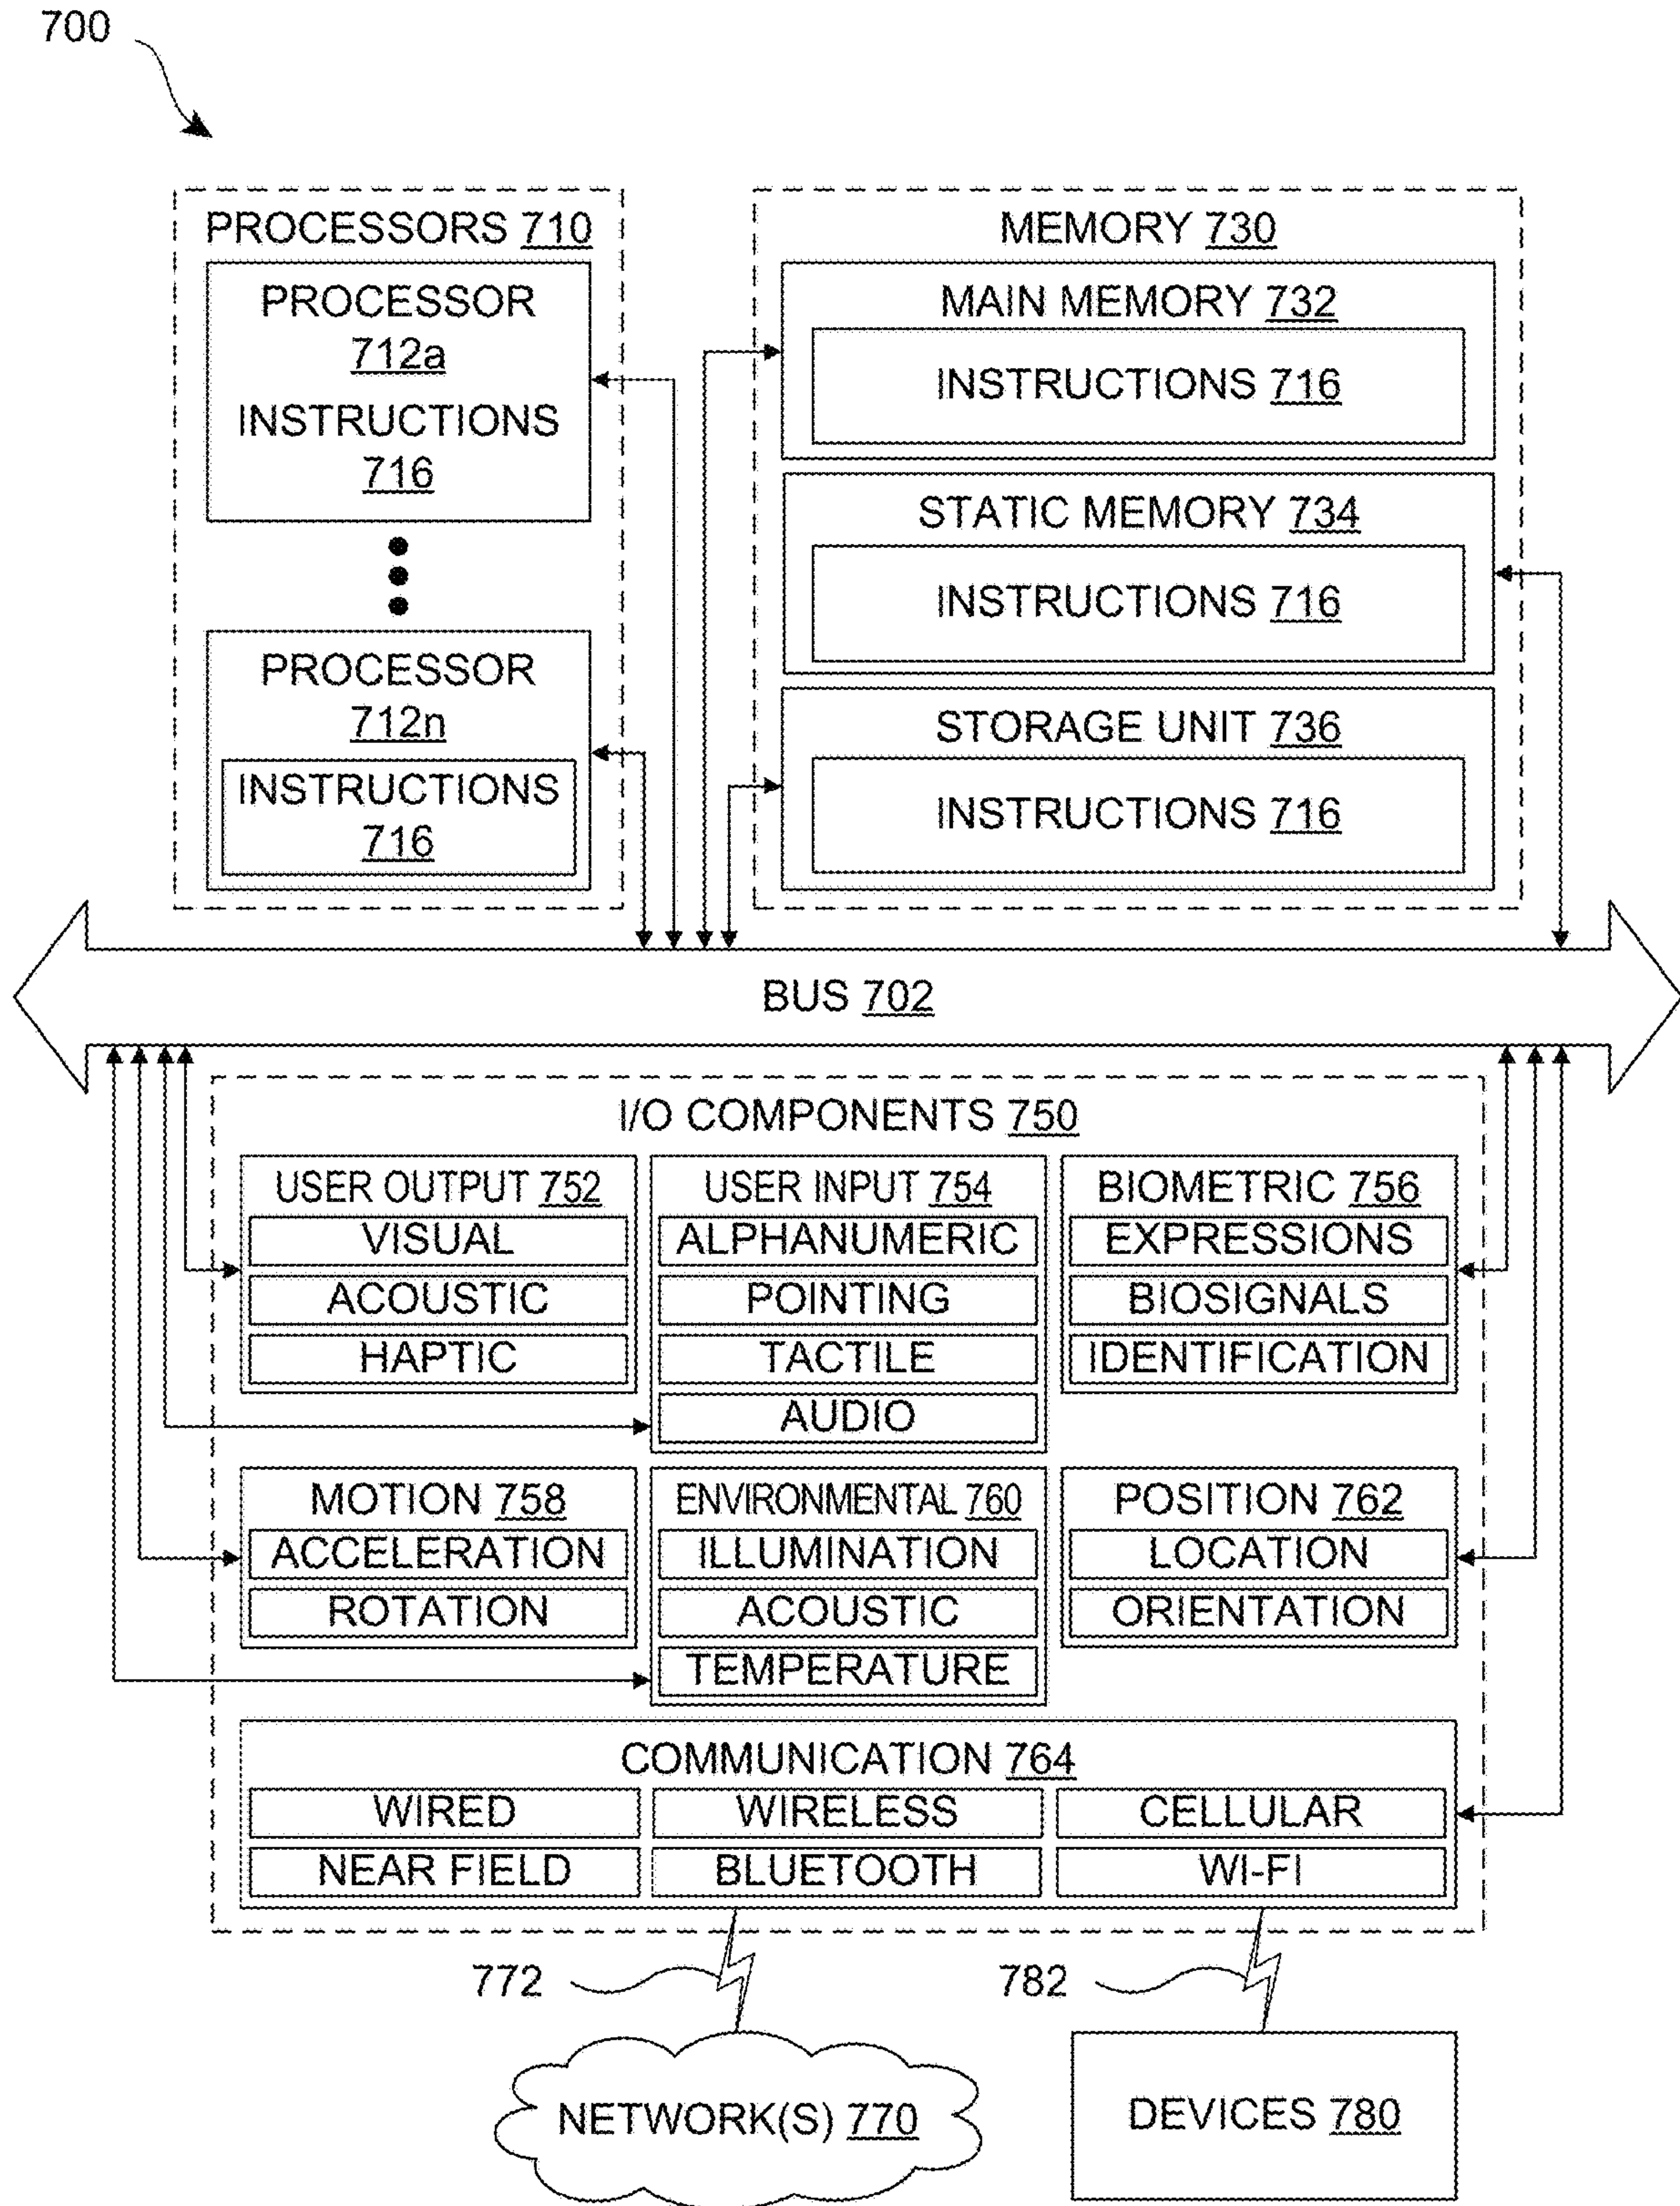 700
PROCESSORS 710
PROCESSOR
712a
INSTRUCTIONS
716
PROCESSOR
712n
INSTRUCTIONS
716
MEMORY 730
MAIN MEMORY 732
INSTRUCTIONS 716
STATIC MEMORY 734
INSTRUCTIONS 716
STORAGE UNIT 736
INSTRUCTIONS 716
BUS 702
I/O COMPONENTS 750
USER OUTPUT 752
VISUAL
ACOUSTIC
HAPTIC
USER INPUT 754
ALPHANUMERIC
POINTING
TACTILE
AUDIO
BIOMETRIC 756
EXPRESSIONS
BIOSIGNALS
IDENTIFICATION
MOTION 758
ACCELERATION
ROTATION
ENVIRONMENTAL 760
ILLUMINATION
ACOUSTIC
TEMPERATURE
POSITION 762
LOCATION
ORIENTATION
COMMUNICATION 764
WIRED
WIRELESS
CELLULAR
NEAR FIELD
BLUETOOTH
WI-FI
772
782
NETWORK(S) 770
DEVICES 780